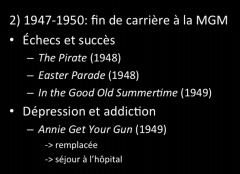 2) 1947-1950: fin de carrière à la MGM
• Échecs et succès
– The Pirate (1948)
– Easter Parade (1948)
– In the Good Old Summertime (1949)
• Dépression et addiction
– Annie Get Your Gun (1949)
-> remplacée
-> séjour à l'hôpital